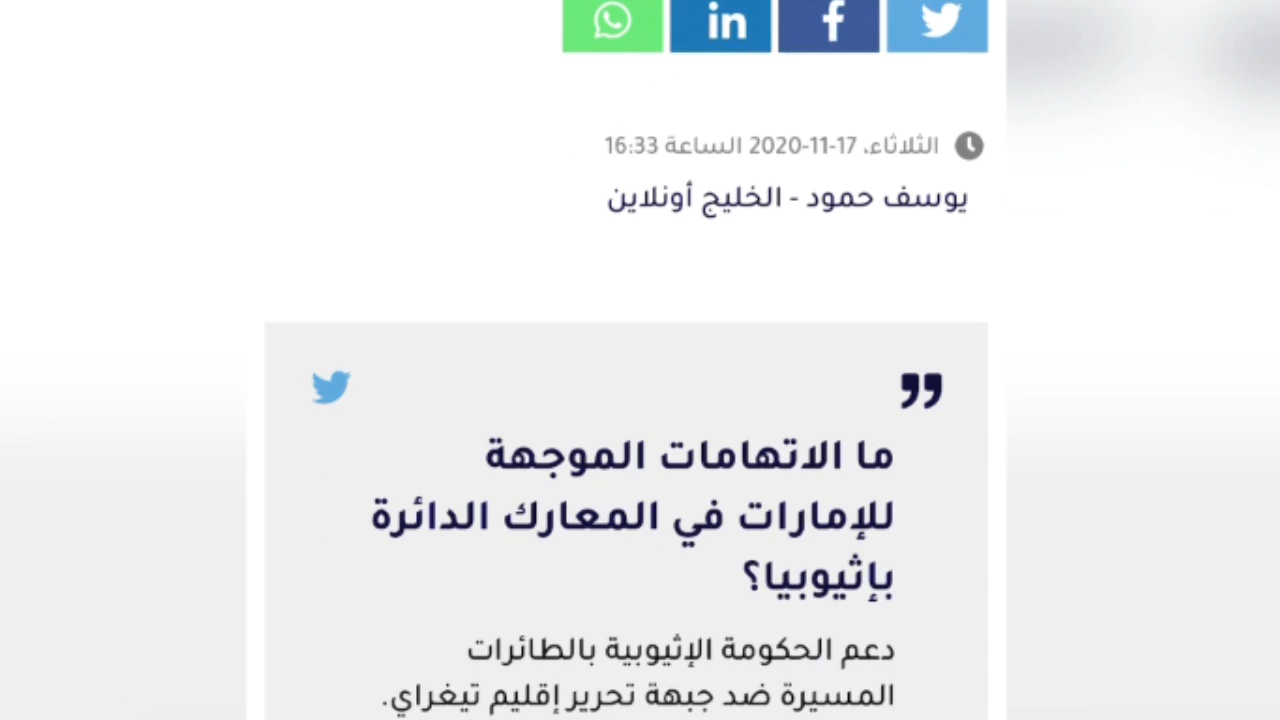 الثلاثاء، 17-11-2020 الساعة 16:33
يوسف حمود - الخليج أونلاين
ما الاتهامات الموجهة
للإمارات في المعارك الدائرة
بإثيوبيا؟
دعم الحكومة الإثيوبية بالطائرات
المسيرة ضد جبهة تحرير إقليم تيغراي.